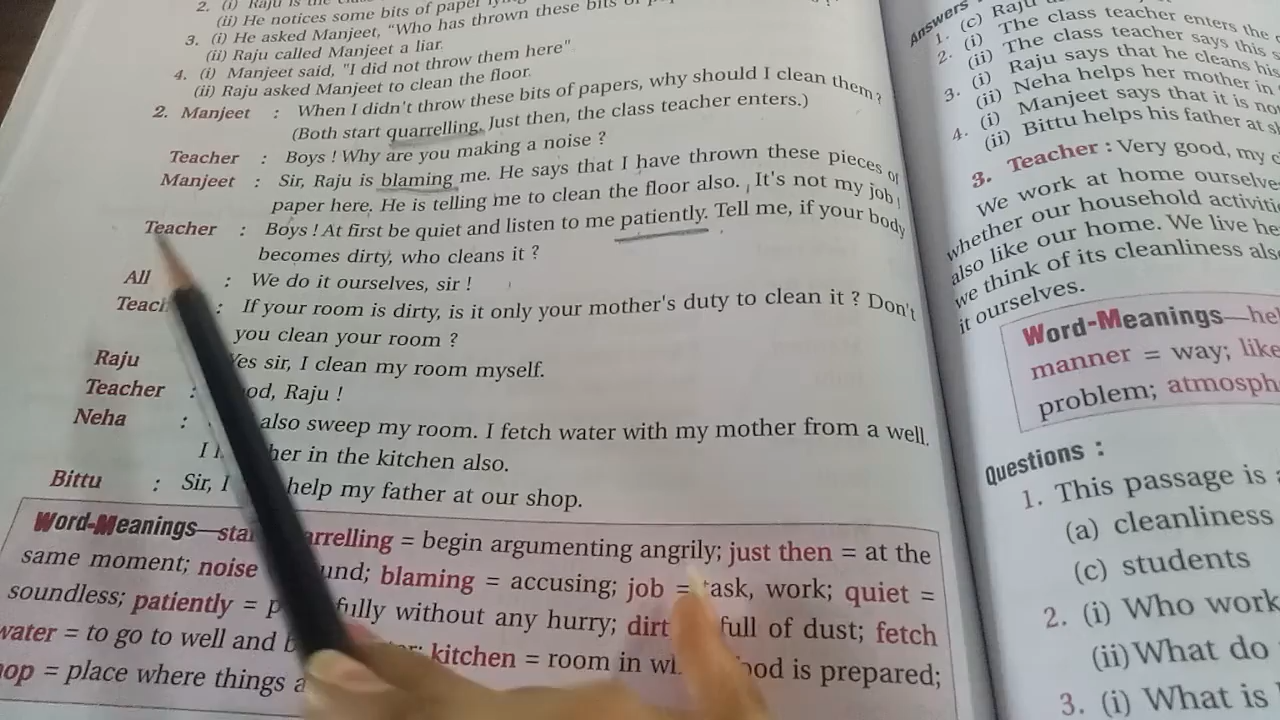 2. (i) Raju is the
(ii) He notices some bits of paper
3. (i) He asked Manjeet, "Who has thrown these bits of
(ii) Raju called Manjeet a liar.
4. (i) Manjeet said, "I did not throw them here".
(ii) Raju asked Manjeet to clean the floor.
2. Manjeet : When I didn't throw these bits of papers, why should I clean them?
(Both start quarrelling. Just then, the class teacher enters.)
Teacher : Boys ! Why are you making a noise ?
Manjeet : Sir, Raju is blaming me. He says that I have thrown these pieces of
paper here. He is telling me to clean the floor also. It's not my job!
Teacher : Boys ! At first be quiet and listen to me patiently. Tell me, if your body
becomes dirty, who cleans it ?
All : We do it ourselves, sir !
Teach : If your room is dirty, is it only your mother's duty to clean it ? Don't
you clean your room ?
Raju Yes sir, I clean my room myself.
Teacher : od, Raju !
Neha : also sweep my room. I fetch water with my mother from a well.
I her in the kitchen also.
Bittu : Sir, I help my father at our shop.
Word-Meanings—sta rrelling = begin argumenting angrily; just then = at the
same moment; noise und; blaming = accusing; job = task, work; quiet =
soundless; patiently = p fully without any hurry; dirt full of dust; fetch
water = to go to well and b kitchen = room in wh ood is prepared;
op = place where things a
Answers
1. (c) Raju
2. (i) The class teacher enters the
(ii) The class teacher says this
3. (i) Raju says that he cleans his
(ii) Neha helps her mother in
4. (i) Manjeet says that it is no
(ii) Bittu helps his father at s
3. Teacher : Very good, my
We work at home ourselve
whether our household activiti
also like our home. We live he
we think of its cleanliness als
it ourselves.
Word-Meanings—hel
manner = way; like
problem; atmosph
Questions :
1. This passage is
(a) cleanliness
(c) students
2. (i) Who work
(ii) What do
3. (i) What is